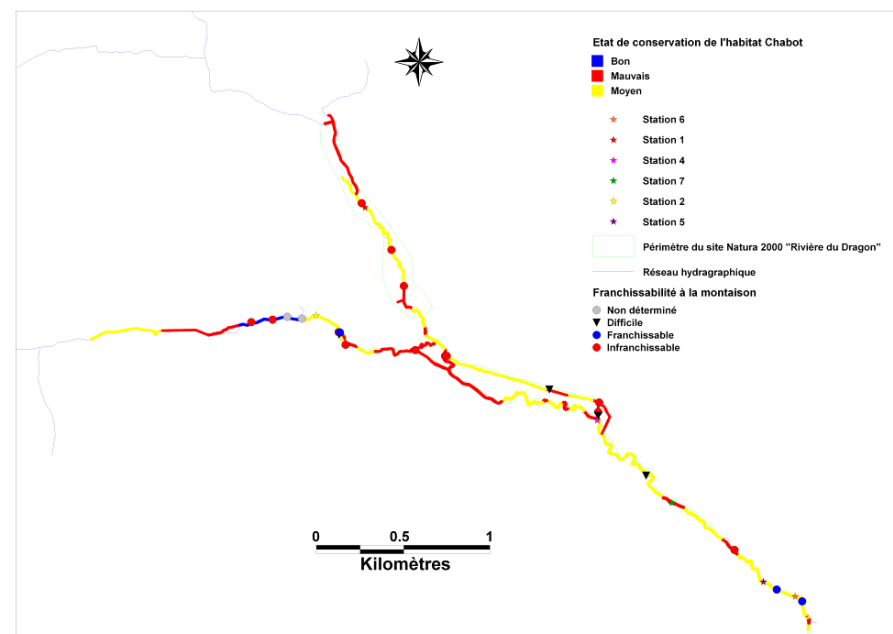 Etat de conservation de l'habitat Chabot
Bon
Mauvais
Moyen
Station 6
Station 1
Station 4
Station 7
Station 2
Station 5
Périmètre du site Natura 2000 "Rivière du Dragon"
Réseau hydragraphique
Franchissabilité à la montaison
Non déterminé
Difficile
Franchissable
Infranchissable
0 0.5 1
Kilomètres